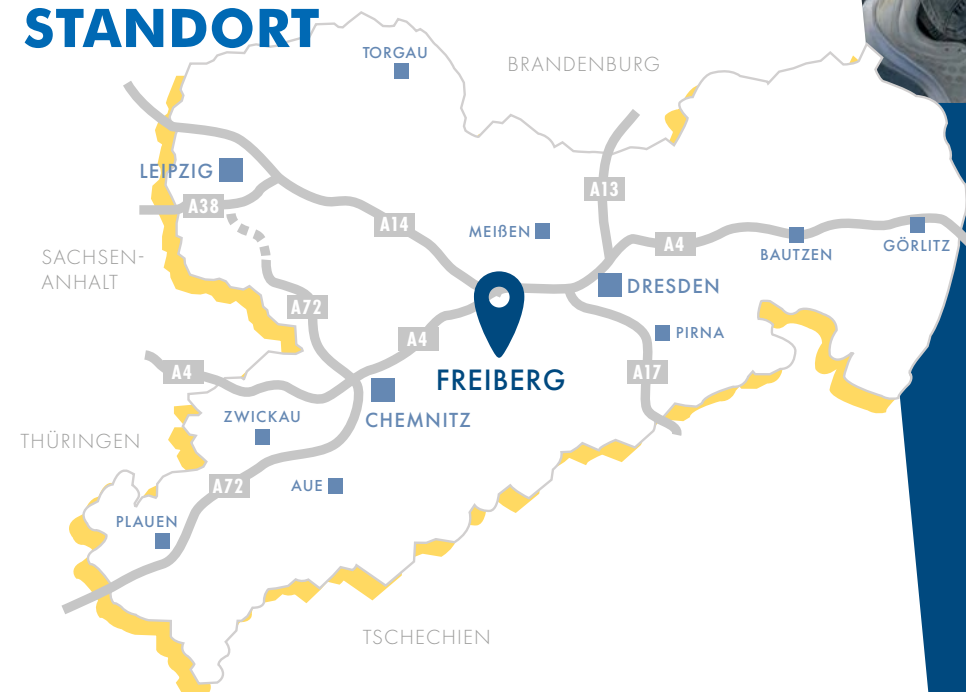 STANDORT
TORGAU
BRANDENBURG
LEIPZIG
A13
A38
A14
MEIßEN
A4
BAUTZEN
GÖRLITZ
SACHSEN-
ANHALT
DRESDEN
A72
A4
PIRNA
A4
FREIBERG
A17
ZWICKAU
CHEMNITZ
THÜRINGEN
A72
AUE
PLAUEN
TSCHECHIEN